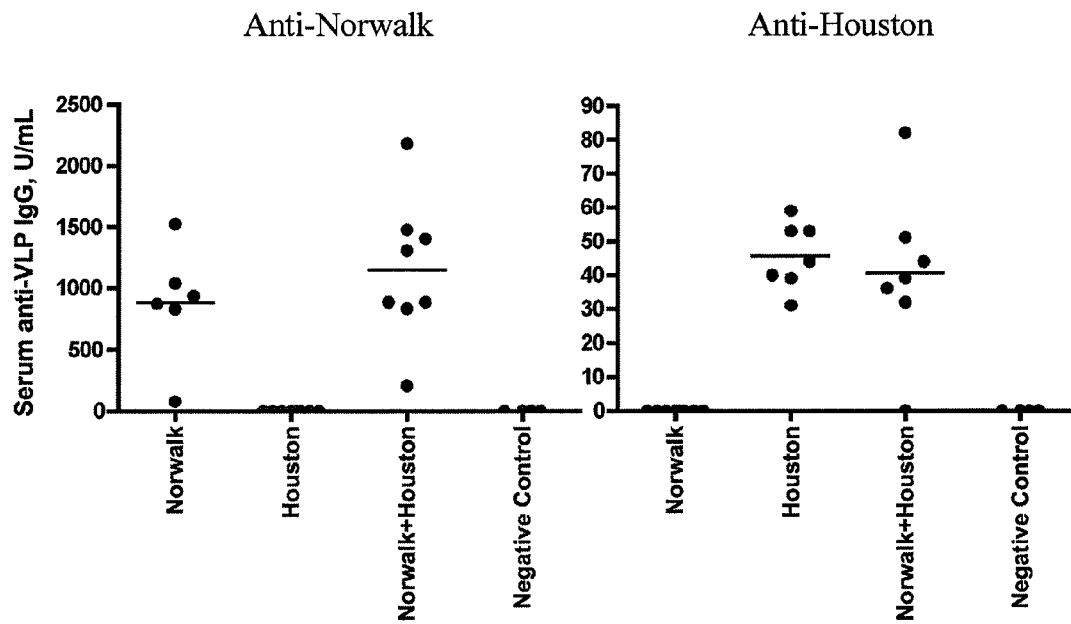 Anti-Norwalk
Anti-Houston
Serum anti-VLP IgG, U/mL
2500
2000
1500
1000
500
0
Norwalk
Houston
Norwalk+Houston
Negative Control
90
80
70
60
50
40
30
20
10
0
Norwalk
Houston
Norwalk+Houston
Negative Control